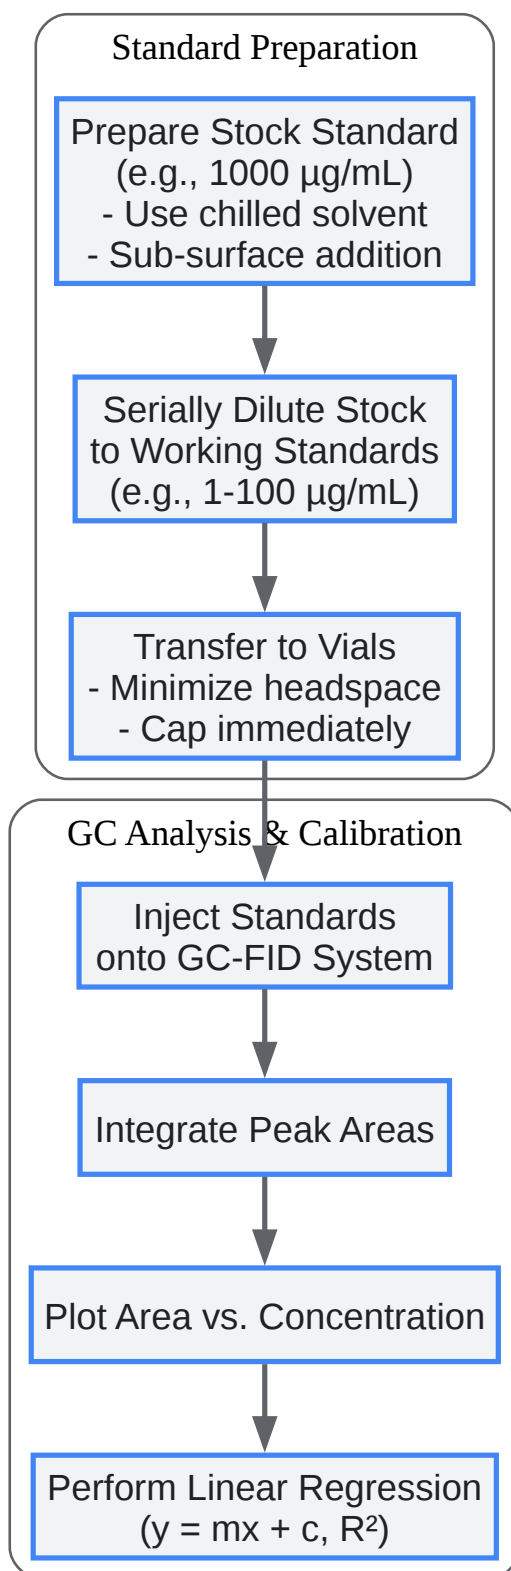 Standard Preparation
Prepare Stock Standard
(e.g., 1000 µg/mL)
- Use chilled solvent
- Sub-surface addition
Serially Dilute Stock
to Working Standards
(e.g., 1-100 µg/mL)
Transfer to Vials
- Minimize headspace
- Cap immediately
GC Analysis & Calibration
Inject Standards
onto GC-FID System
Integrate Peak Areas
Plot Area vs. Concentration
Perform Linear Regression
(y = mx + c, R²)